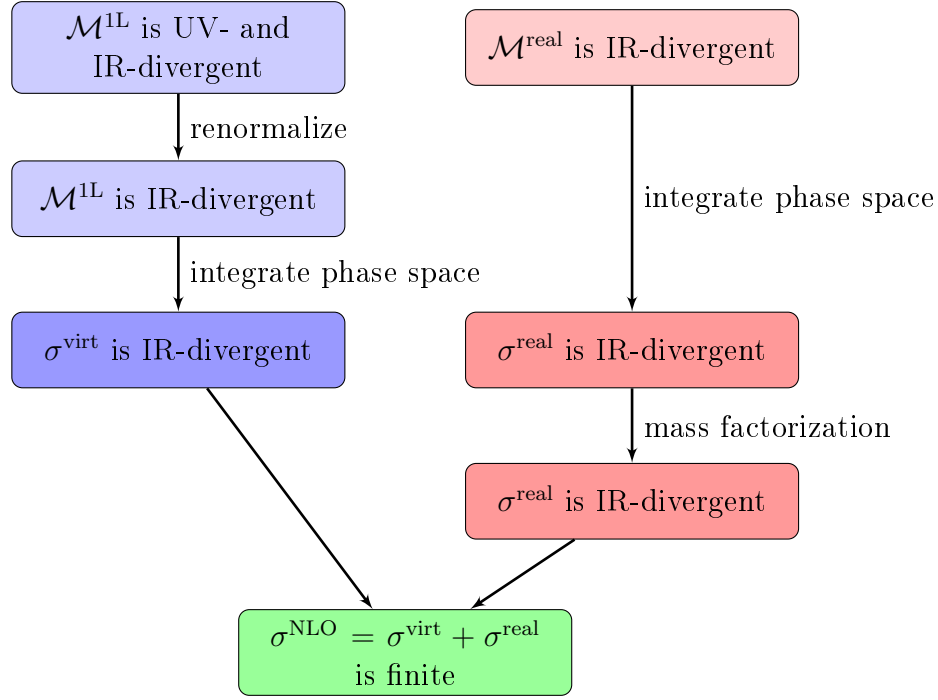 𝓜^1L is UV- and
IR-divergent
renormalize
𝓜^1L is IR-divergent
integrate phase space
σ^virt is IR-divergent
𝓜^real is IR-divergent
integrate phase space
σ^real is IR-divergent
mass factorization
σ^real is IR-divergent
σ^NLO = σ^virt + σ^real
is finite